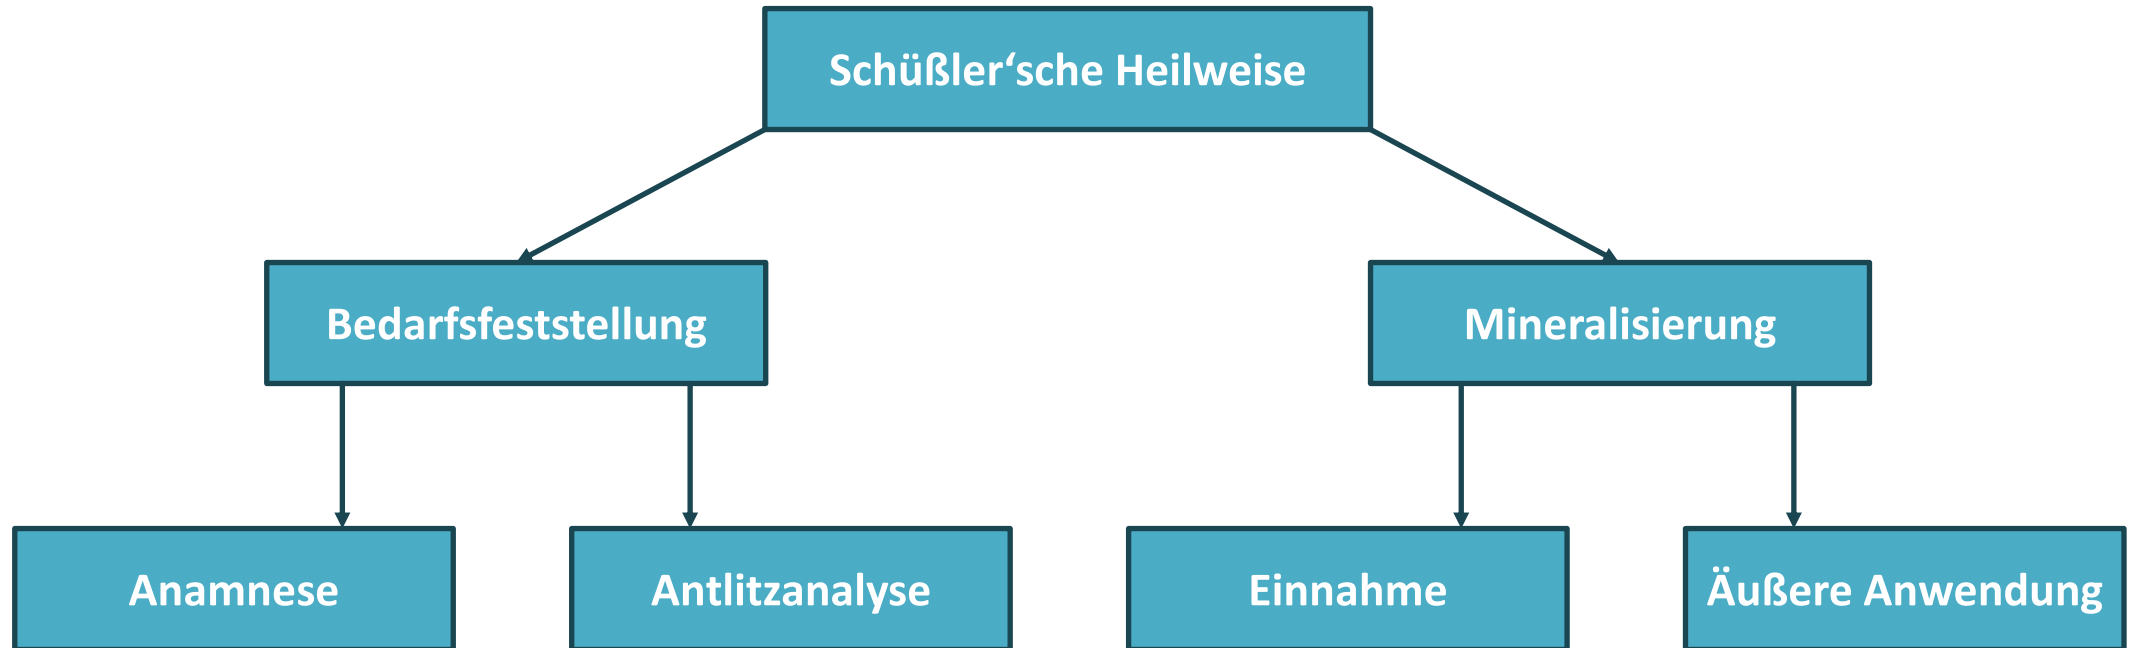 Schüßler‘sche Heilweise
Bedarfsfeststellung
Mineralisierung
Anamnese
Antlitzanalyse
Einnahme
Äußere Anwendung